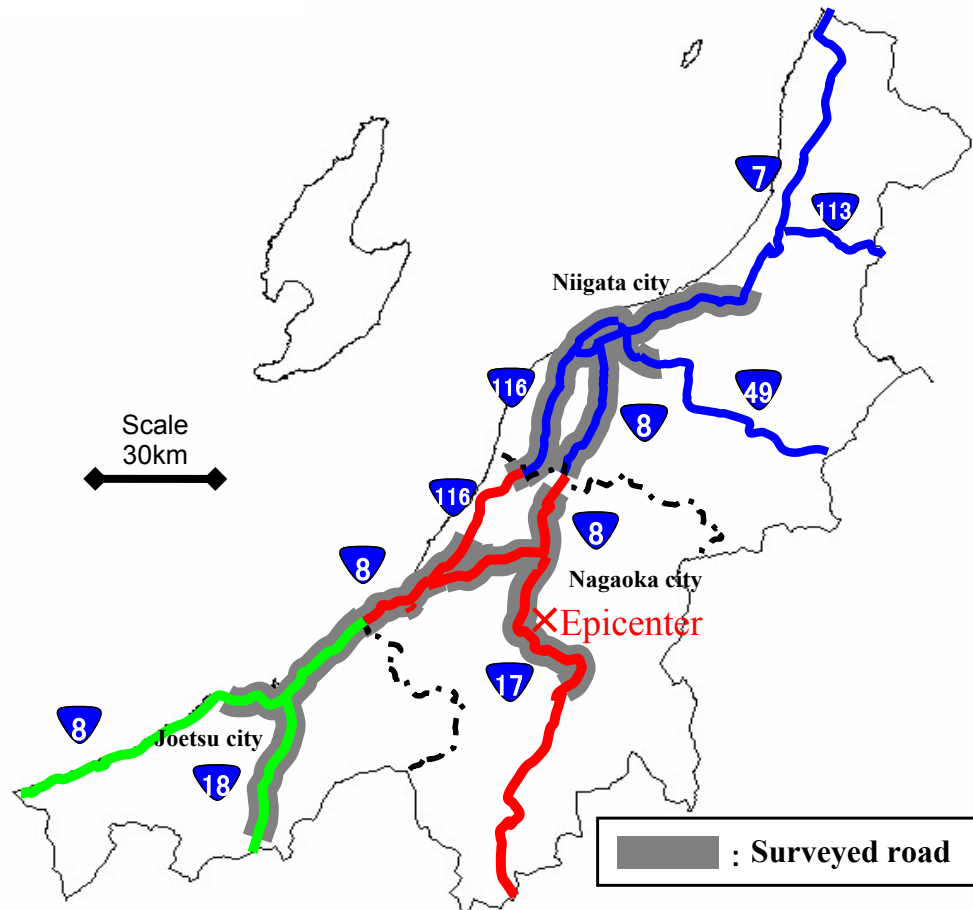 7
113
Niigata city
116
49
8
Scale
30km
116
8
8
Nagaoka city
Epicenter
17
8
Joetsu city
18
: Surveyed road